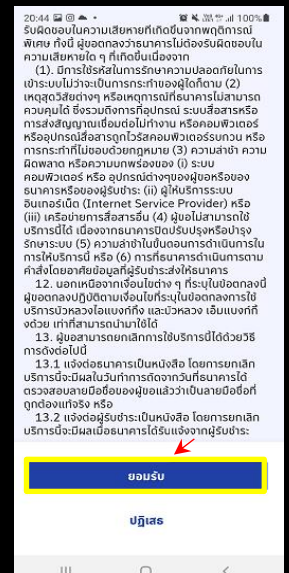 20:44 100%
รับผิดชอบในความเสียหายที่เกิดขึ้นจากพฤติการณ์
พิเศษ ทั้งนี้ ผู้ขอตกลงว่าธนาคารไม่ต้องรับผิดชอบใน
ความเสียหายใด ๆ ที่เกิดขึ้นเนื่องจาก
(1). มีการใช้รหัสในการรักษาความปลอดภัยในการ
เข้าระบบไม่ว่าจะเป็นการกระทำของผู้ใดก็ตาม (2)
เหตุสุดวิสัยต่างๆ หรือเหตุการณ์ที่ธนาคารไม่สามารถ
ควบคุมได้ ซึ่งรวมถึงการที่อุปกรณ์ ระบบสื่อสารหรือ
การส่งสัญญาณเชื่อมต่อไม่ทำงาน หรือคอมพิวเตอร์
หรืออุปกรณ์สื่อสารถูกไวรัสคอมพิวเตอร์รบกวน หรือ
การกระทำที่ไม่ชอบด้วยกฎหมาย (3) ความล่าช้า ความ
ผิดพลาด หรือความบกพร่องของ (i) ระบบ
คอมพิวเตอร์ หรือ อุปกรณ์ต่างๆของผู้ขอหรือของ
ธนาคารหรือของผู้รับชำระ (ii) ผู้ให้บริการระบบ
อินเทอร์เน็ต (Internet Service Provider) หรือ
(iii) เครือข่ายการสื่อสารอื่น (4) ผู้ขอไม่สามารถใช้
บริการนี้ได้ เนื่องจากธนาคารปิดปรับปรุงหรือบำรุง
รักษาระบบ (5) ความล่าช้าในขั้นตอนการดำเนินการใน
การให้บริการนี้ หรือ (6) การที่ธนาคารดำเนินการตาม
คำสั่งโดยอาศัยข้อมูลที่ผู้รับชำระส่งให้ธนาคาร
12. นอกเหนือจากเงื่อนไขต่าง ๆ ที่ระบุในข้อตกลงนี้
ผู้ขอตกลงปฏิบัติตามเงื่อนไขที่ระบุในข้อตกลงการใช้
บริการบัวหลวงไอแบงก์กิ้ง และบัวหลวง เอ็มแบงก์กิ้
งด้วย เท่าที่สามารถนำมาใช้ได้
13. ผู้ขอสามารถยกเลิกการใช้บริการนี้ได้ด้วยวิธี
การดังต่อไปนี้
13.1 แจ้งต่อธนาคารเป็นหนังสือ โดยการยกเลิก
บริการนี้จะมีผลในวันทำการถัดจากวันที่ธนาคารได้
ตรวจสอบลายมือชื่อของผู้ขอแล้วว่าเป็นลายมือชื่อที่
ถูกต้องแท้จริง หรือ
13.2 แจ้งต่อผู้รับชำระเป็นหนังสือ โดยการยกเลิก
บริการนี้จะมีผลเมื่อธนาคารได้รับแจ้งจากผู้รับชำระ
ยอมรับ
ปฏิเสธ